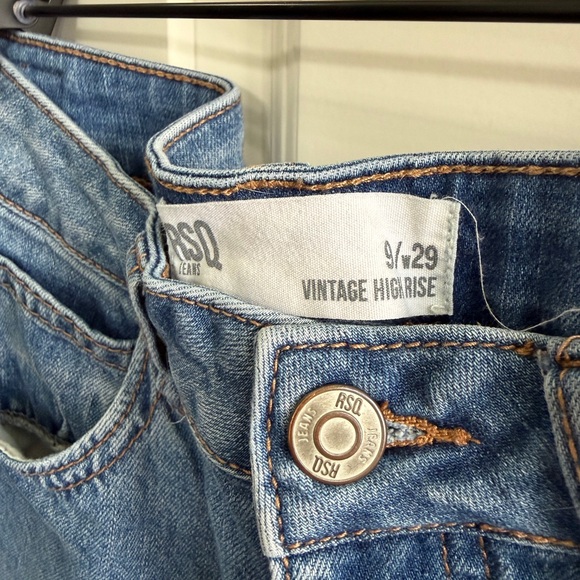 RSQ
JEANS
9/w29
VINTAGE HIGH RISE
RSQ
JEANS
RSQ
JEANS